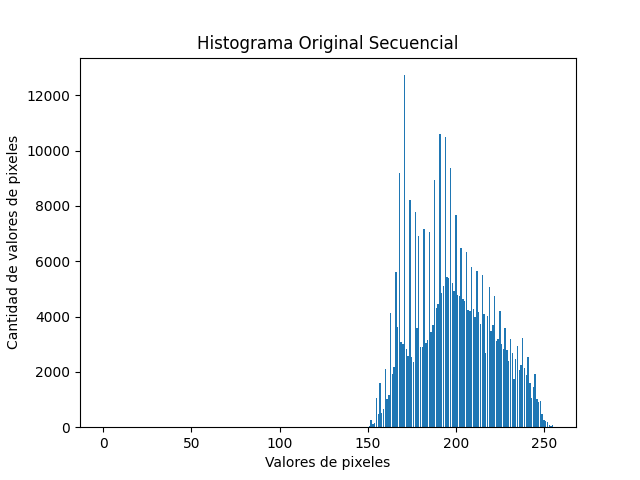 Histograma Original Secuencial
Cantidad de valores de pixeles
12000
10000
8000
6000
4000
2000
0
0 50 100 150 200 250
Valores de pixeles